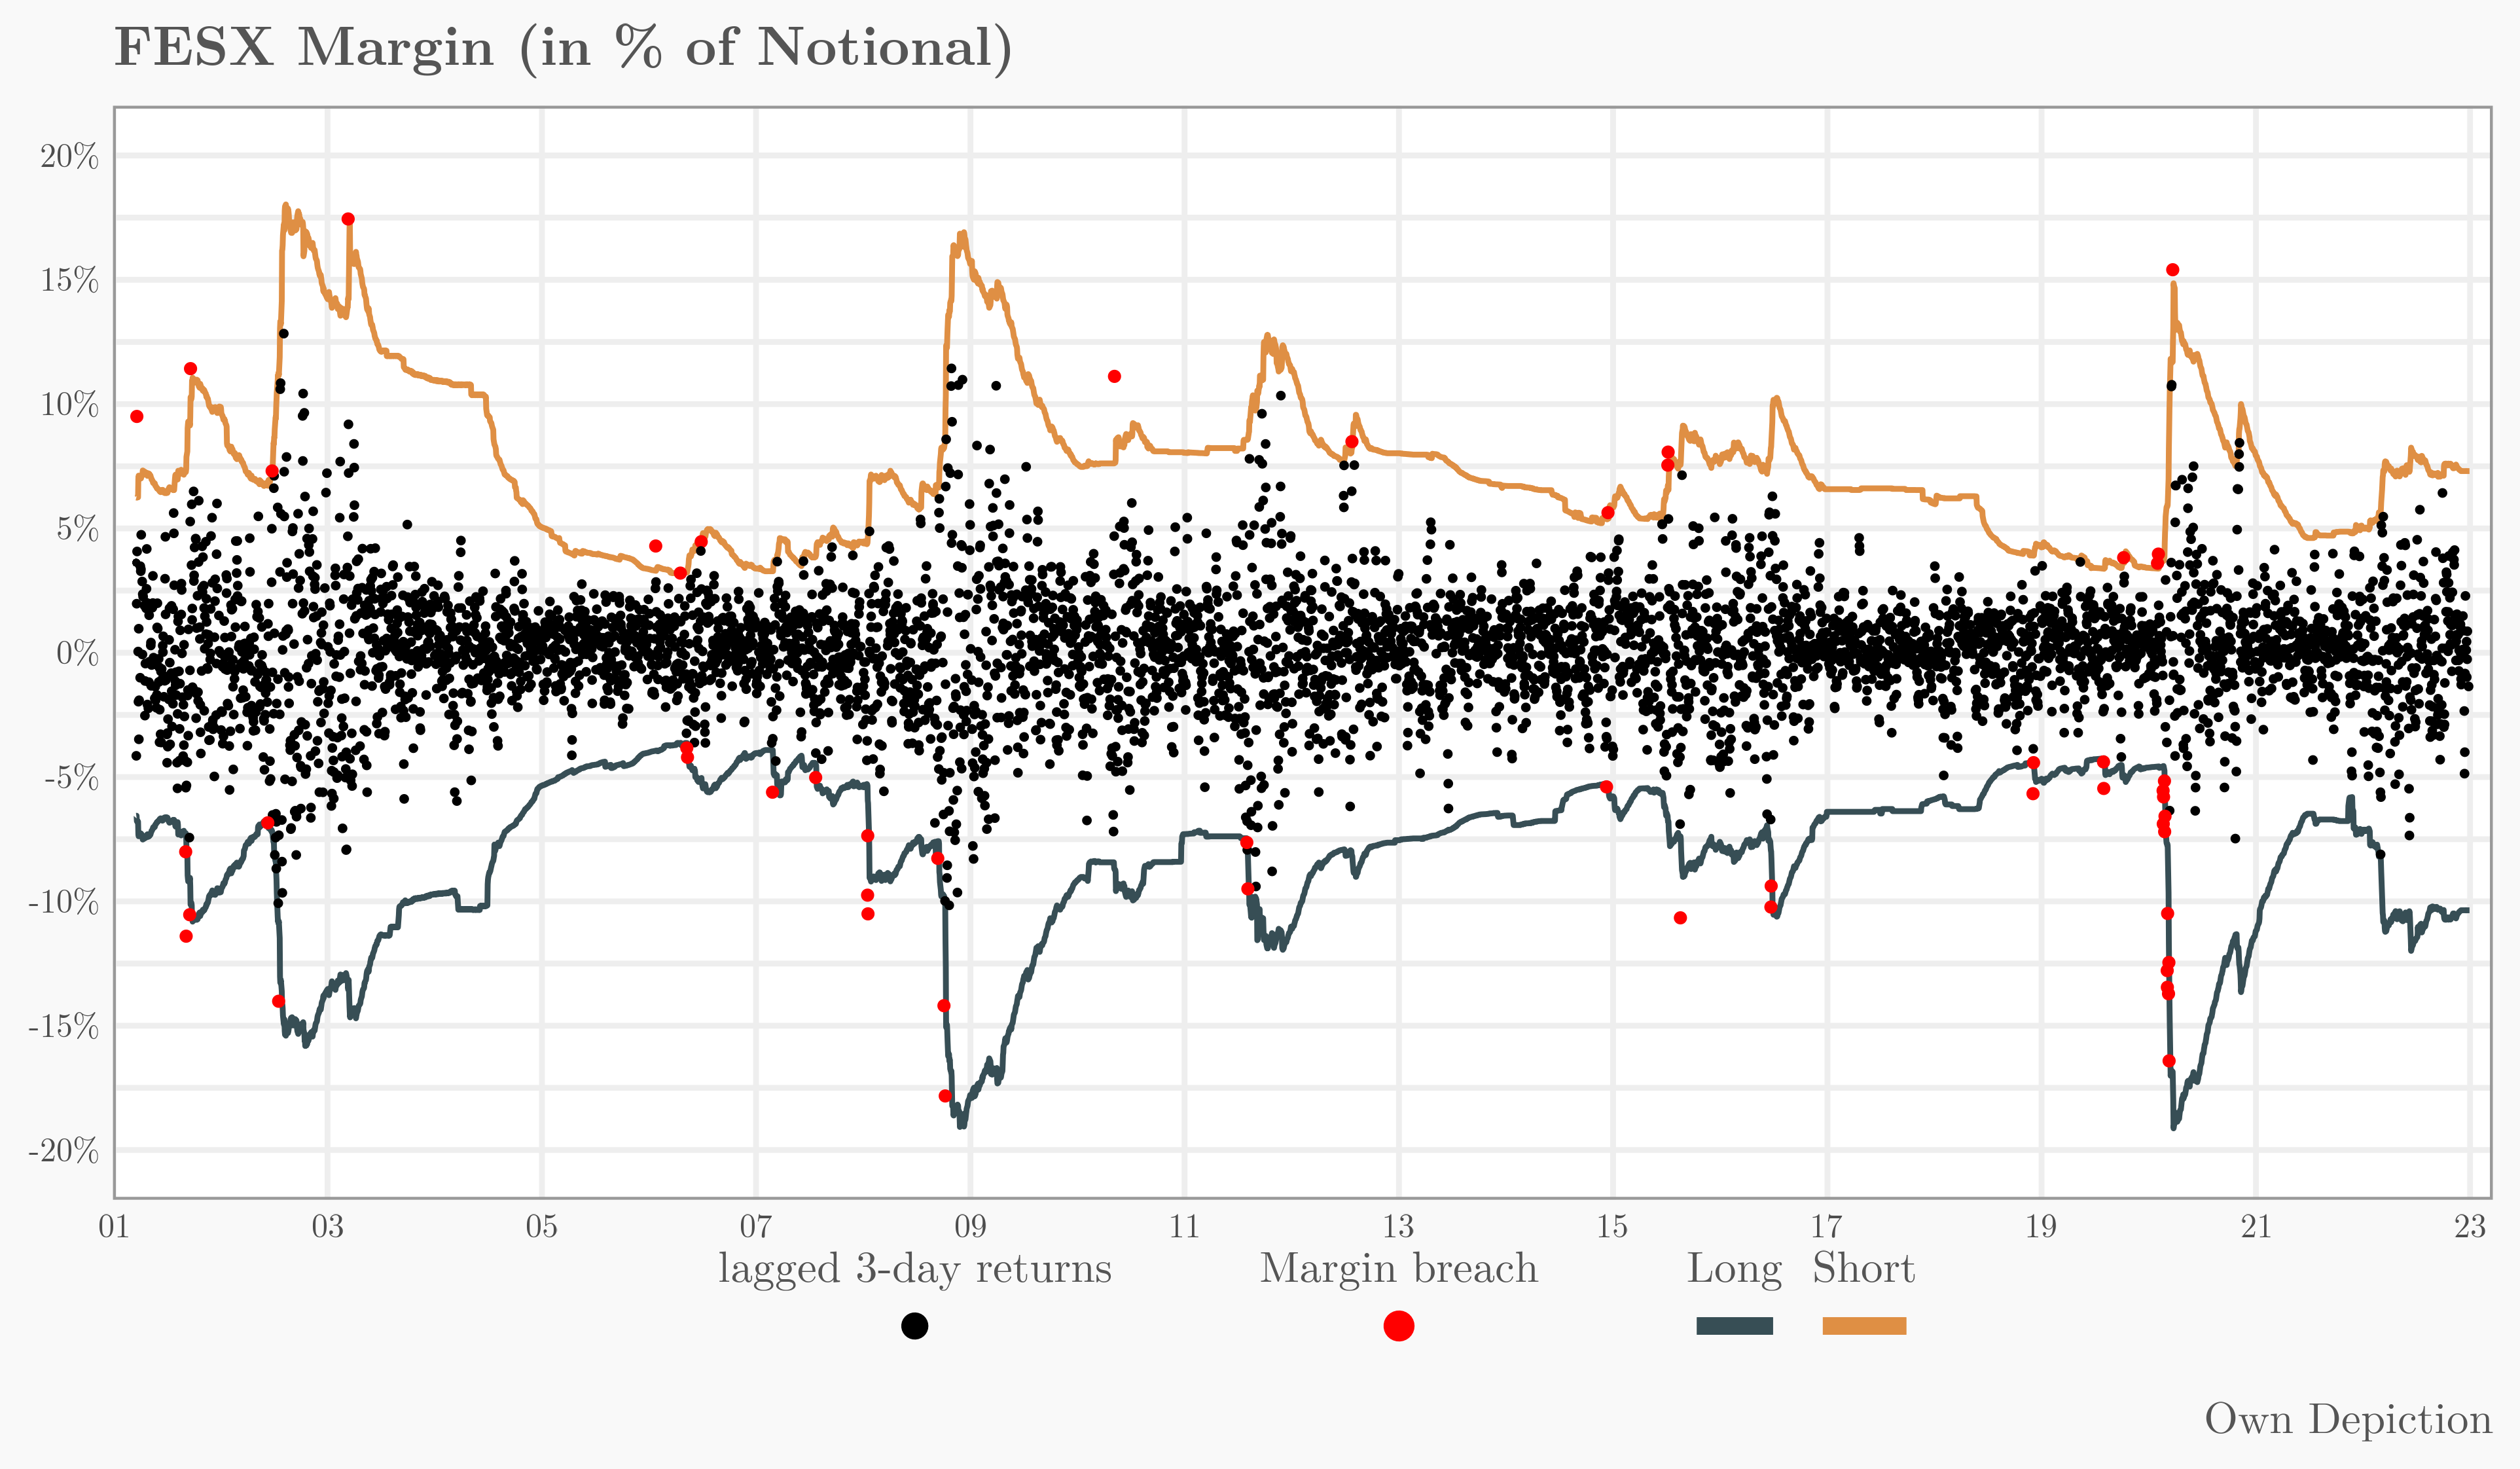 FESX Margin (in % of Notional)
20%
15%
10%
5%
0%
-5%
-10%
-15%
-20%
01 03 05 07 09 11 13 15 17 19 21 23
lagged 3-day returns Margin breach Long Short
Own Depiction